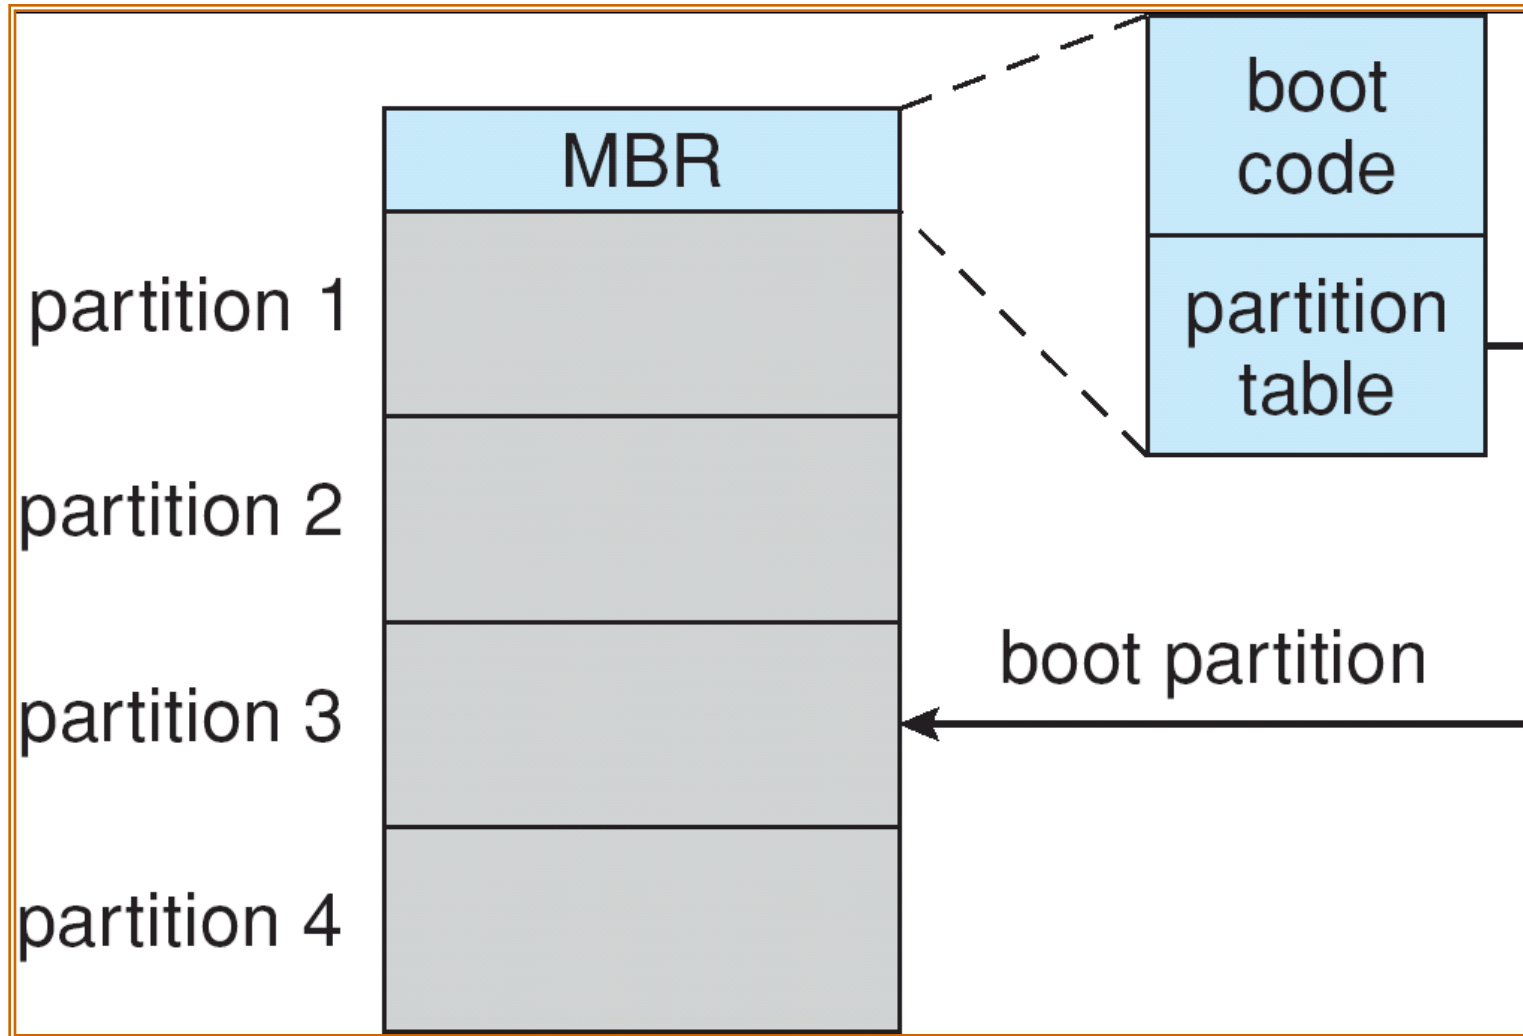 boot
code
MBR
partition 1
partition
table
partition 2
boot partition
partition 3
partition 4